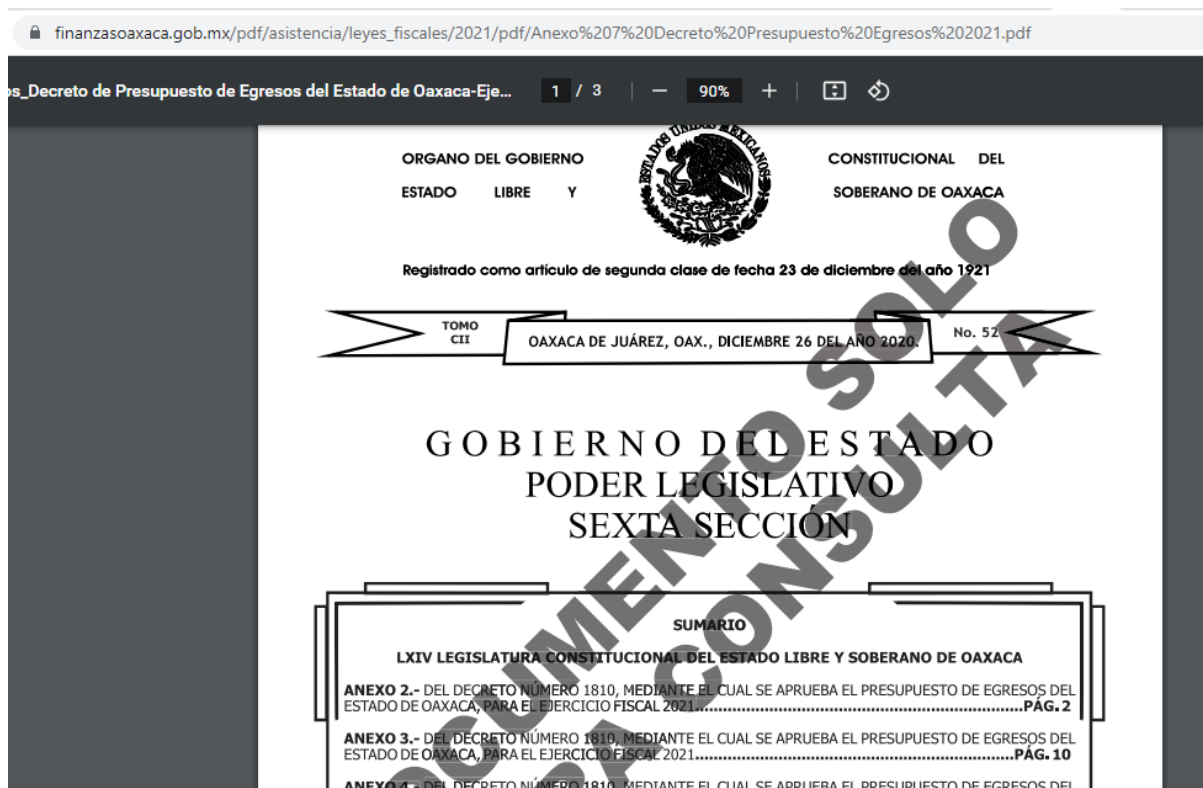 finanzasoaxaca.gob.mx/pdf/asistencia/leyes_fiscales/2021/pdf/Anexo%207%20Decreto%20Presupuesto%20Egresos%202021.pdf
os_Decreto de Presupuesto de Egresos del Estado de Oaxaca-Eje... 1 / 3 90%
ESTADOS UNIDOS MEXICANOS
ORGANO DEL GOBIERNO CONSTITUCIONAL DEL
ESTADO LIBRE Y SOBERANO DE OAXACA
Registrado como artículo de segunda clase de fecha 23 de diciembre del año 1921
TOMO
CII
OAXACA DE JUÁREZ, OAX., DICIEMBRE 26 DEL AÑO 2020.
No. 52
GOBIERNO DEL ESTADO
PODER LEGISLATIVO
SEXTA SECCIÓN
SUMARIO
LXIV LEGISLATURA CONSTITUCIONAL DEL ESTADO LIBRE Y SOBERANO DE OAXACA
ANEXO 2.- DEL DECRETO NÚMERO 1810, MEDIANTE EL CUAL SE APRUEBA EL PRESUPUESTO DE EGRESOS DEL
ESTADO DE OAXACA, PARA EL EJERCICIO FISCAL 2021..........PÁG. 2
ANEXO 3.- DEL DECRETO NÚMERO 1810, MEDIANTE EL CUAL SE APRUEBA EL PRESUPUESTO DE EGRESOS DEL
ESTADO DE OAXACA, PARA EL EJERCICIO FISCAL 2021..........PÁG. 10
ANEXO 4.- DEL DECRETO NÚMERO 1810, MEDIANTE EL CUAL SE APRUEBA EL PRESUPUESTO DE EGRESOS DEL
DOCUMENTO SOLO
PARA CONSULTA